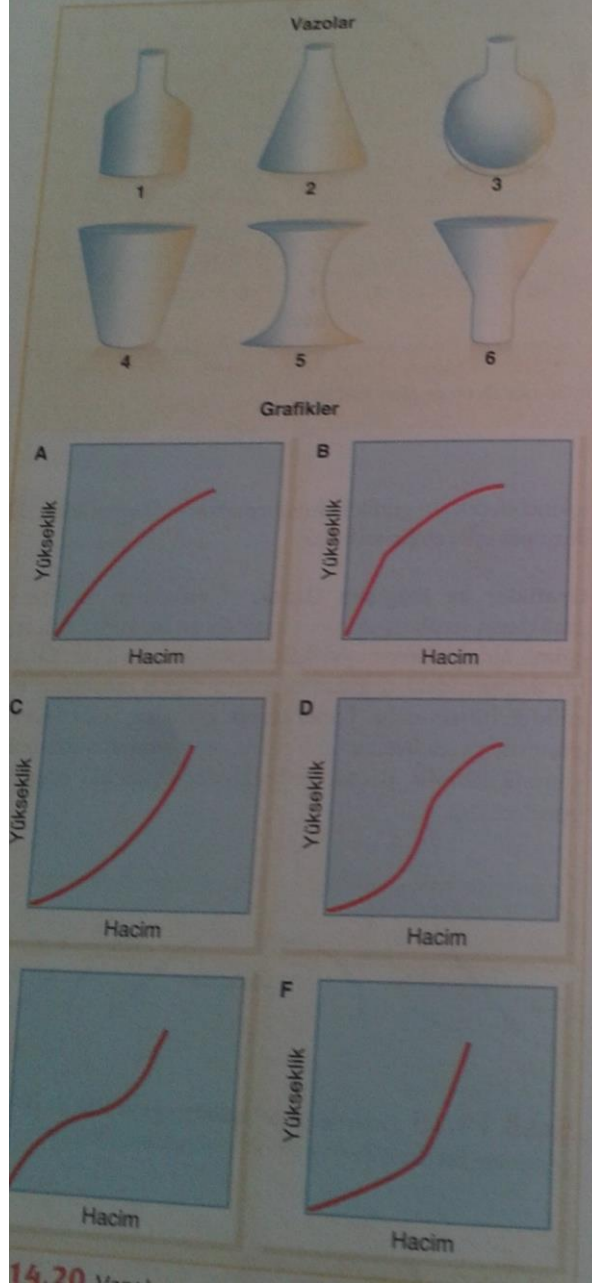 Vazolar
1
2
3
4
5
6
Grafikler
A
Yükseklik
Hacim
B
Yükseklik
Hacim
C
Yükseklik
Hacim
D
Yükseklik
Hacim
Hacim
F
Yükseklik
Hacim
14.20